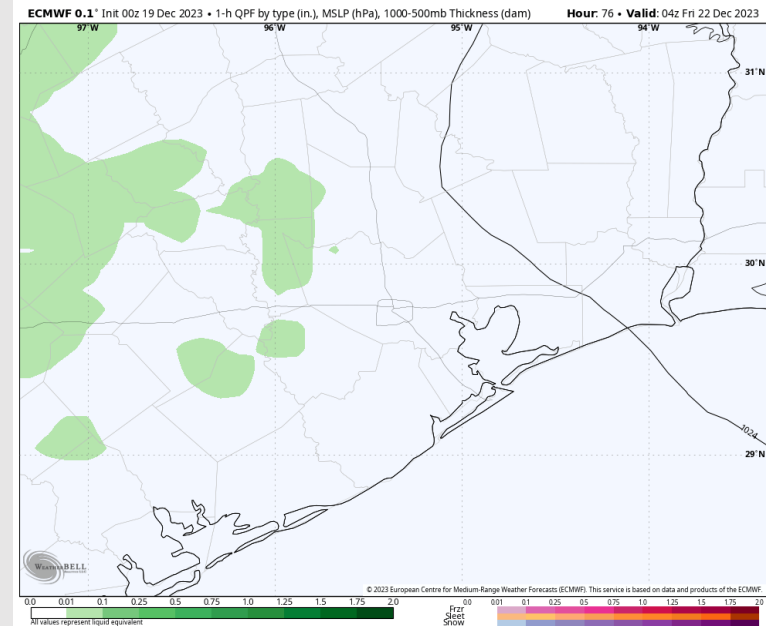 ECMWF 0.1° Init 00z 19 Dec 2023 • 1-h QPF by type (in.), MSLP (hPa), 1000-500mb Thickness (dam) Hour: 76 • Valid: 04z Fri 22 Dec 2023
97°W 96°W 95°W 94°W
31°N
30°N
1024
29°N
WeatherBELL
© 2023 European Centre for Medium-Range Weather Forecasts (ECMWF). This service is based on data and products of the ECMWF.
0.0 0.01 0.1 0.25 0.5 0.75 1.0 1.25 1.5 1.75 2.0 0.0 0.01 0.1 0.25 0.5 0.75 1.0 1.25 1.5 1.75 2.0
Frzr
Sleet
Snow
All values represent liquid equivalent